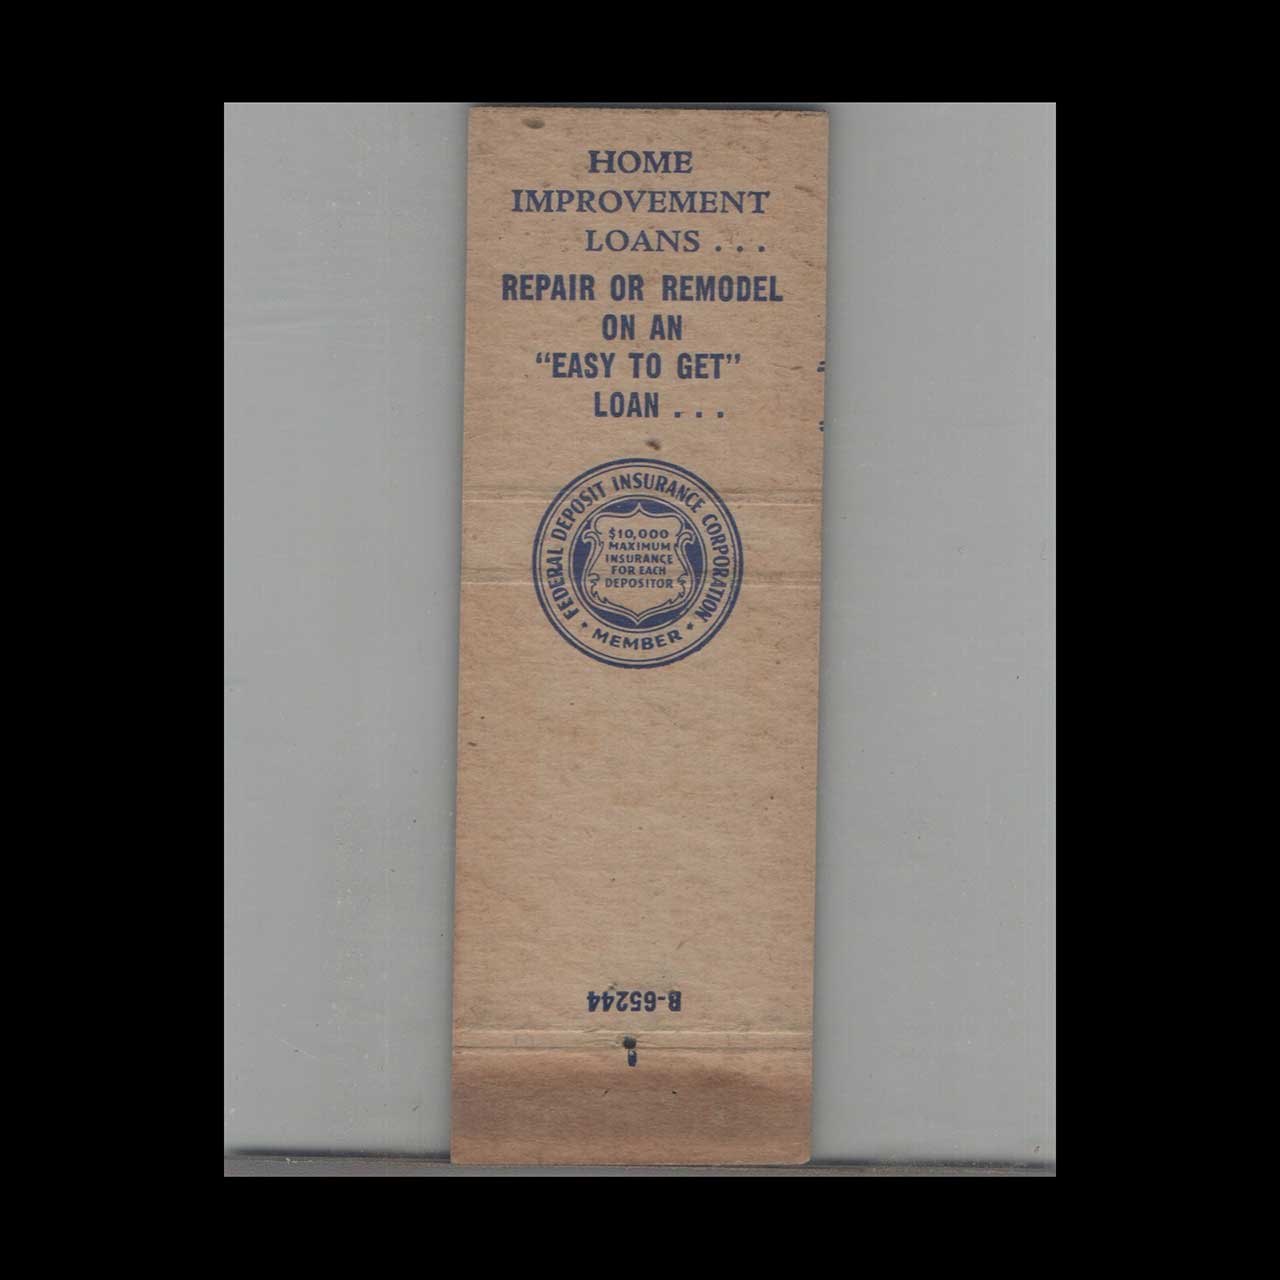 HOME
IMPROVEMENT
LOANS . . .
REPAIR OR REMODEL
ON AN
“EASY TO GET”
LOAN . . .
FEDERAL DEPOSIT INSURANCE CORPORATION
$10,000
MAXIMUM
INSURANCE
FOR EACH
DEPOSITOR
• MEMBER •
B-65244